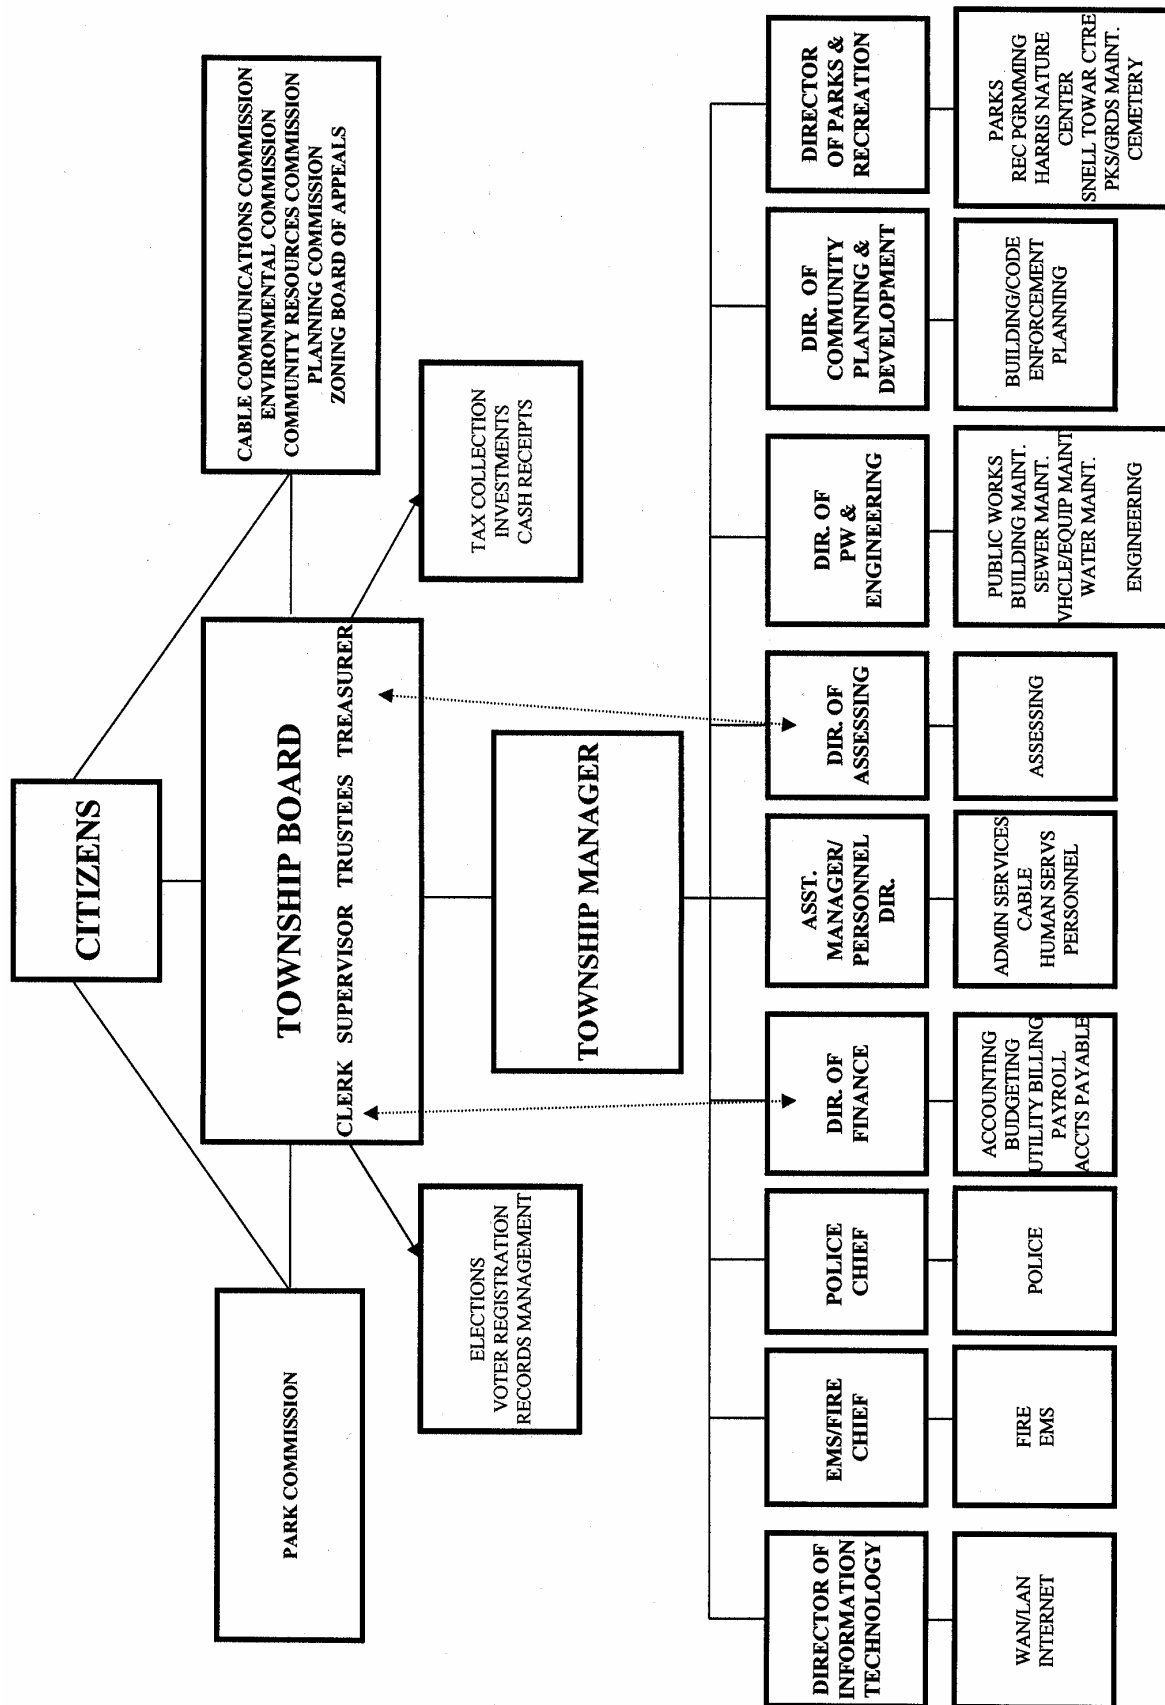 CITIZENS
PARK COMMISSION
TOWNSHIP BOARD
CLERK SUPERVISOR TRUSTEES TREASURER
CABLE COMMUNICATIONS COMMISSION
ENVIRONMENTAL COMMISSION
COMMUNITY RESOURCES COMMISSION
PLANNING COMMISSION
ZONING BOARD OF APPEALS
ELECTIONS
VOTER REGISTRATION
RECORDS MANAGEMENT
TAX COLLECTION
INVESTMENTS
CASH RECEIPTS
TOWNSHIP MANAGER
DIRECTOR OF
INFORMATION
TECHNOLOGY
EMS/FIRE
CHIEF
POLICE
CHIEF
DIR. OF
FINANCE
ASST.
MANAGER/
PERSONNEL
DIR.
DIR. OF
ASSESSING
DIR. OF
PW &
ENGINEERING
DIR. OF
COMMUNITY
PLANNING &
DEVELOPMENT
DIRECTOR
OF PARKS &
RECREATION
WAN/LAN
INTERNET
FIRE
EMS
POLICE
ACCOUNTING
BUDGETING
UTILITY BILLING
PAYROLL
ACCTS PAYABLE
ADMIN SERVICES
CABLE
HUMAN SERVS
PERSONNEL
ASSESSING
PUBLIC WORKS
BUILDING MAINT.
SEWER MAINT.
VHCLE/EQUIP MAINT
WATER MAINT.
ENGINEERING
BUILDING/CODE
ENFORCEMENT
PLANNING
PARKS
REC PGRMMING
HARRIS NATURE
CENTER
SNELL TOWAR CTRE
PKS/GRDS MAINT.
CEMETERY